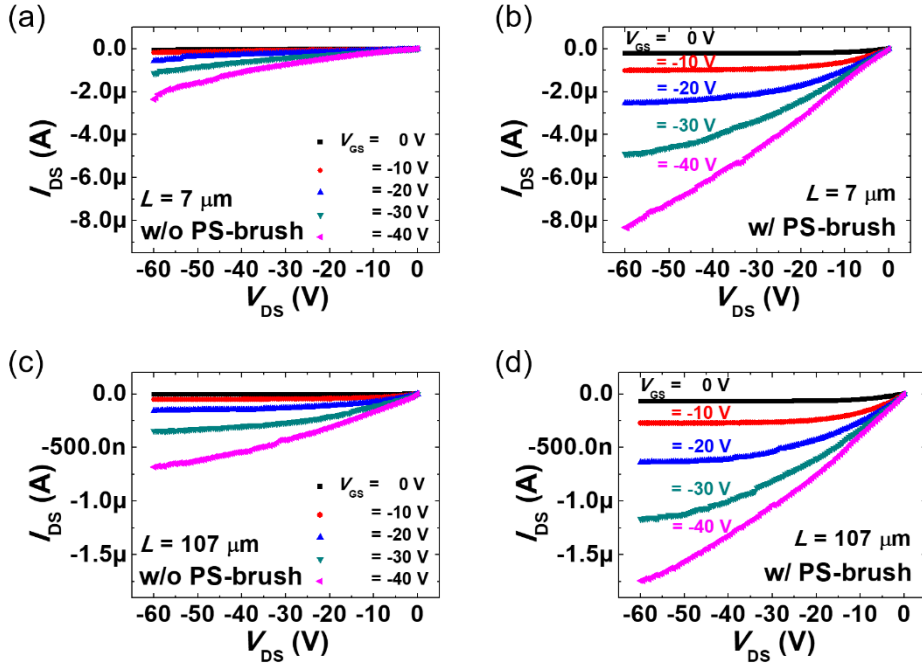 (a)
0.0
-2.0µ
-4.0µ
-6.0µ
-8.0µ
I_DS (A)
V_GS = 0 V
= -10 V
= -20 V
= -30 V
= -40 V
L = 7 µm
w/o PS-brush
-60 -50 -40 -30 -20 -10 0
V_DS (V)
(b)
V_GS = 0 V
0.0
= -10 V
-2.0µ
= -20 V
-4.0µ
= -30 V
= -40 V
-6.0µ
-8.0µ
I_DS (A)
L = 7 µm
w/ PS-brush
-60 -50 -40 -30 -20 -10 0
V_DS (V)
(c)
0.0
-500.0n
-1.0µ
-1.5µ
I_DS (A)
V_GS = 0 V
= -10 V
= -20 V
= -30 V
= -40 V
L = 107 µm
w/o PS-brush
-60 -50 -40 -30 -20 -10 0
V_DS (V)
(d)
V_GS = 0 V
0.0
= -10 V
-500.0n
= -20 V
= -30 V
-1.0µ
= -40 V
-1.5µ
I_DS (A)
L = 107 µm
w/ PS-brush
-60 -50 -40 -30 -20 -10 0
V_DS (V)